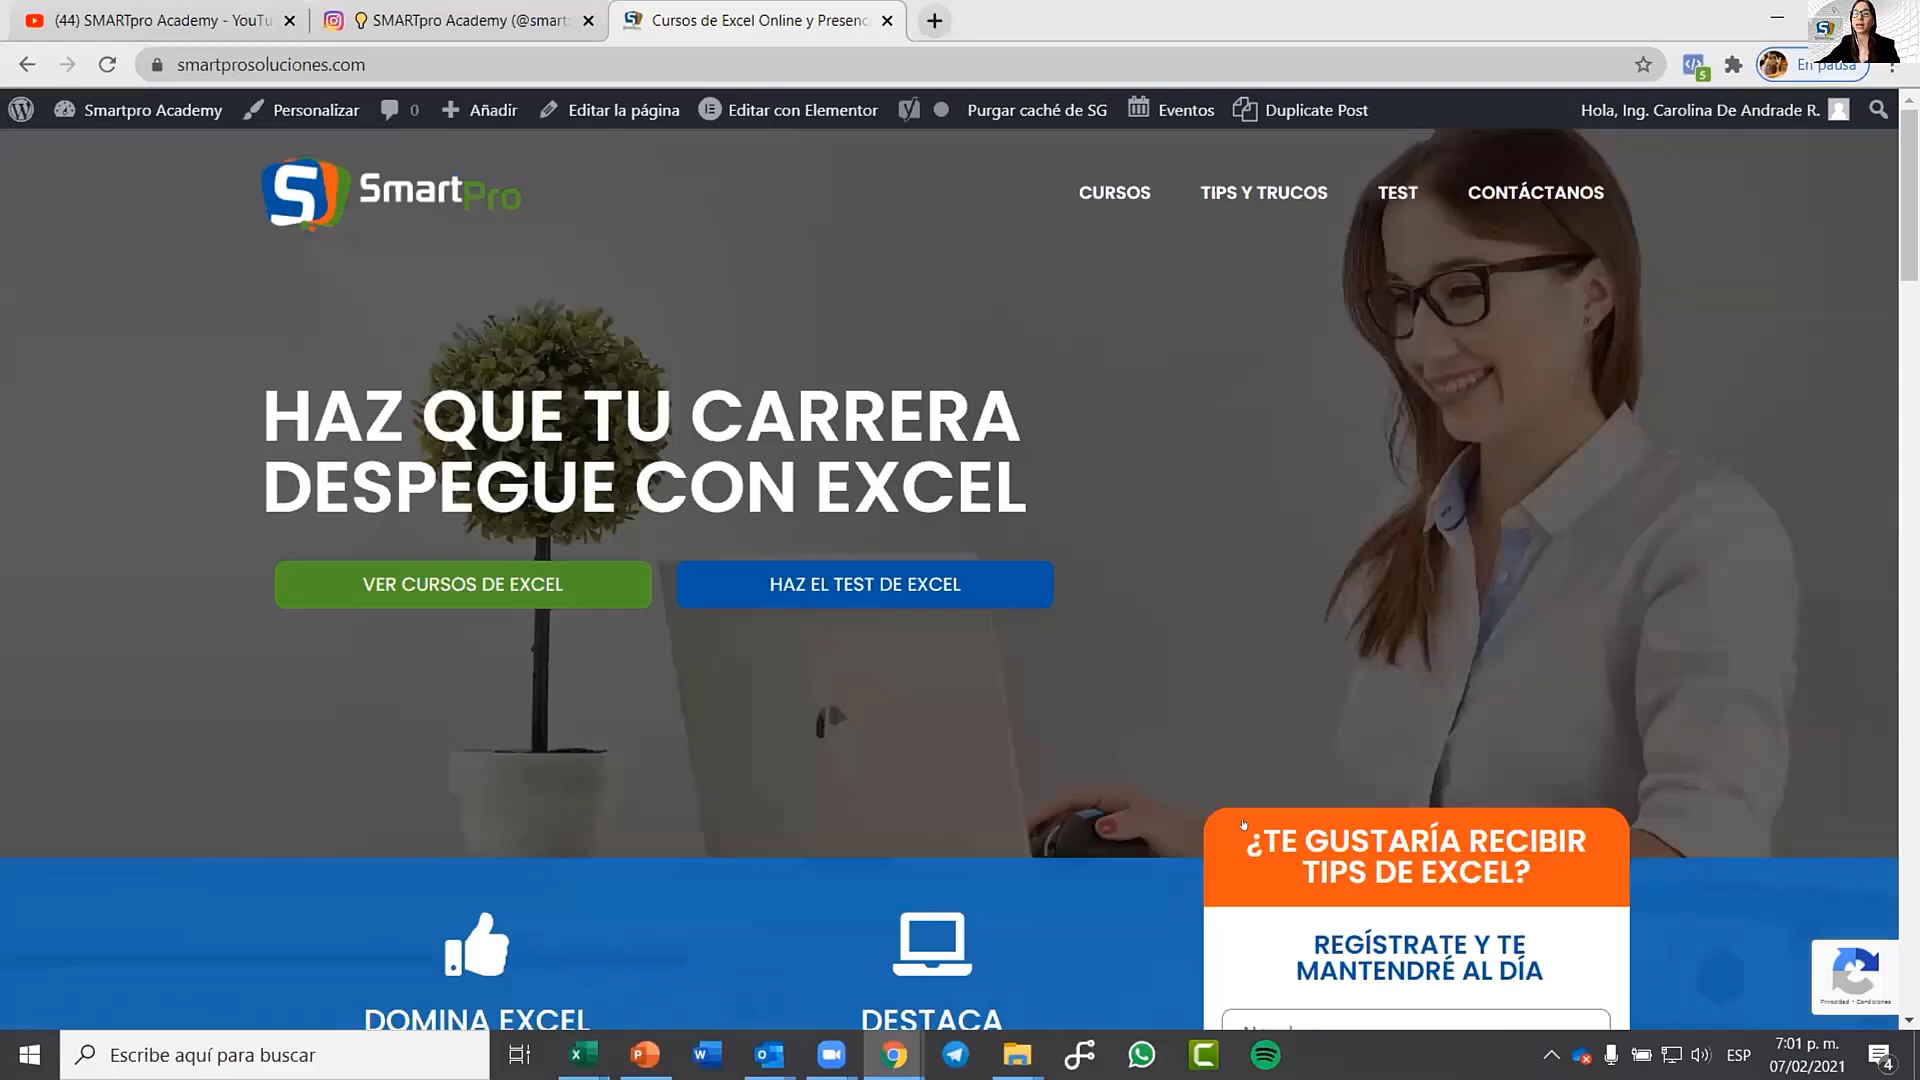 (44) SMARTpro Academy - YouTu
SMARTpro Academy (@smart
Cursos de Excel Online y Presenc
smartprosoluciones.com
5
En pausa
Smartpro Academy
Personalizar
0
Añadir
Editar la página
Editar con Elementor
Purgar caché de SG
Eventos
Duplicate Post
Hola, Ing. Carolina De Andrade R.
SmartPro
CURSOS
TIPS Y TRUCOS
TEST
CONTÁCTANOS
HAZ QUE TU CARRERA
DESPEGUE CON EXCEL
VER CURSOS DE EXCEL
HAZ EL TEST DE EXCEL
¿TE GUSTARÍA RECIBIR
TIPS DE EXCEL?
REGÍSTRATE Y TE
MANTENDRÉ AL DÍA
DOMINA EXCEL
DESTACA
Privacidad - Condiciones
Escribe aquí para buscar
ESP
7:01 p. m.
07/02/2021
4